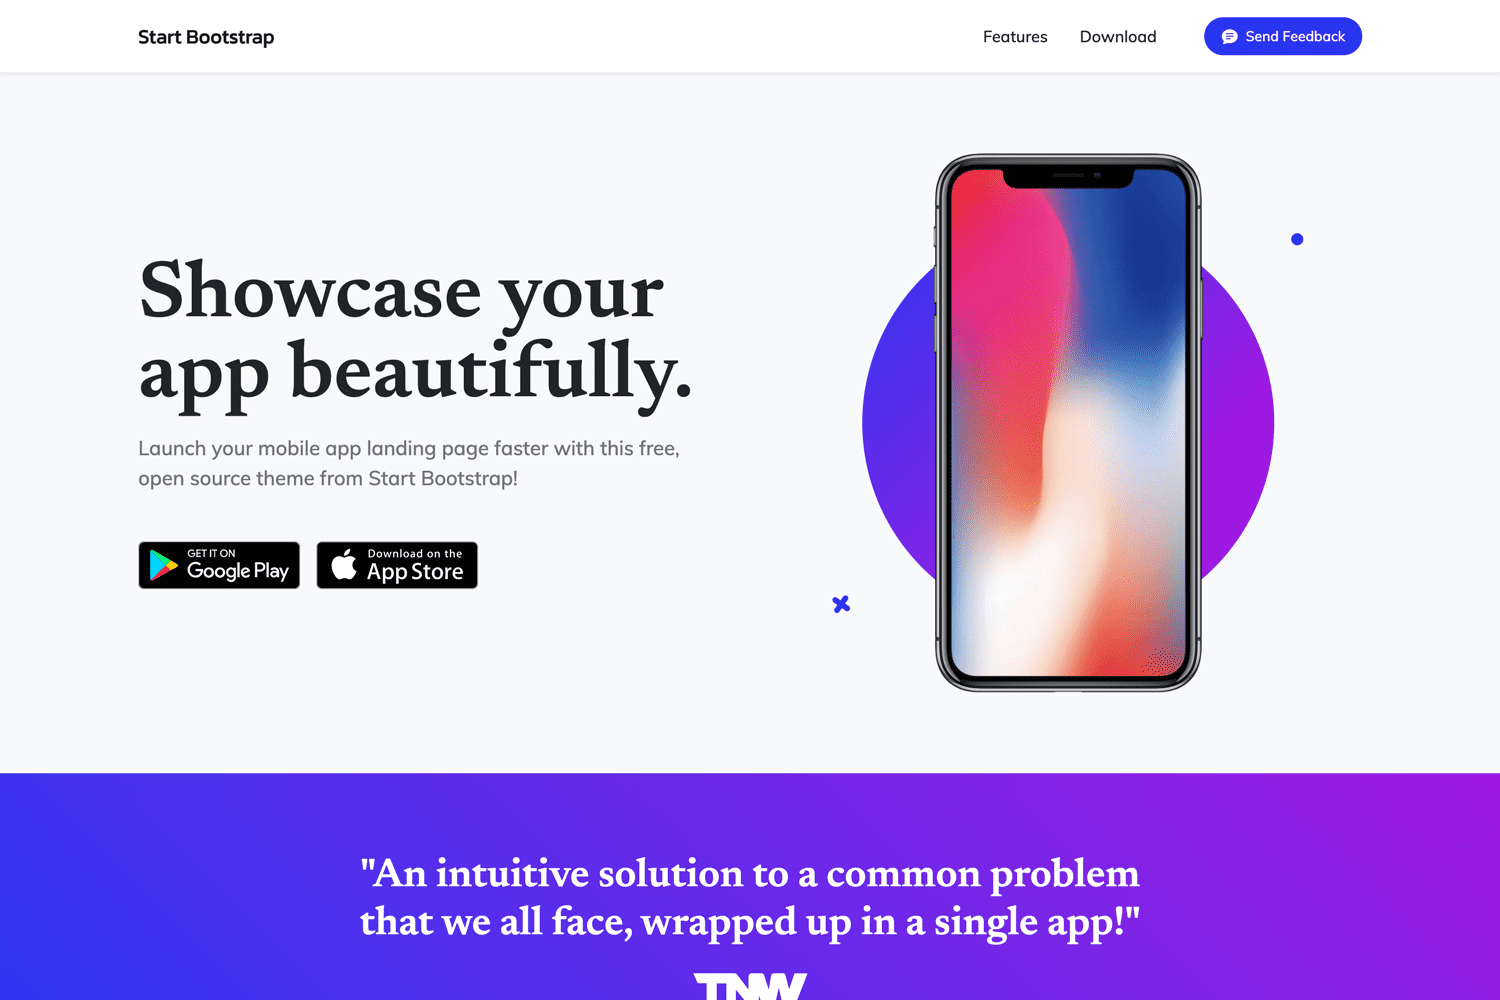 Start Bootstrap
Features
Download
Send Feedback
Showcase your
app beautifully.
Launch your mobile app landing page faster with this free,
open source theme from Start Bootstrap!
GET IT ON
Google Play
Download on the
App Store
"An intuitive solution to a common problem
that we all face, wrapped up in a single app!"
TNW